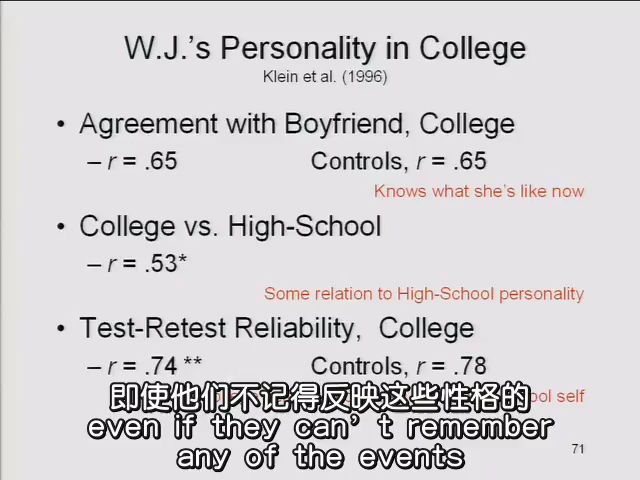 W.J.'s Personality in College
Klein et al. (1996)
• Agreement with Boyfriend, College
– r = .65 Controls, r = .65
Knows what she's like now
• College vs. High-School
– r = .53*
Some relation to High-School personality
• Test-Retest Reliability, College
– r = .74 ** Controls, r = .78
self
即使他们不记得反映这些性格的
even if they can't remember
any of the events
71